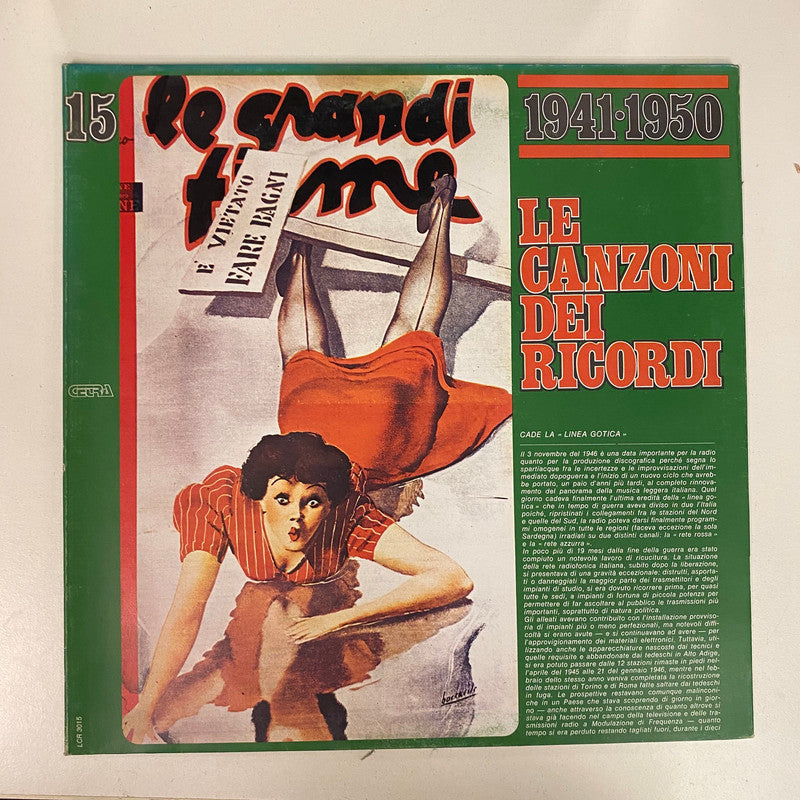 15
le grandi
firme
E' VIETATO
FARE BAGNI
CETRA
LCR 3015
boccasile
1941·1950
LE
CANZONI
DEI
RICORDI
CADE LA « LINEA GOTICA »
Il 3 novembre del 1946 è una data importante per la radio
quanto per la produzione discografica perché segna lo
spartiacque fra le incertezze e le improvvisazioni dell'im-
mediato dopoguerra e l'inizio di un nuovo ciclo che avreb-
be portato, un paio d'anni più tardi, al completo rinnova-
mento del panorama della musica leggera italiana. Quel
giorno cadeva finalmente l'ultima eredità della « linea go-
tica » che in tempo di guerra aveva diviso in due l'Italia
poiché, ripristinati i collegamenti fra le stazioni del Nord
e quelle del Sud, la radio poteva darsi finalmente program-
mi omogenei in tutte le regioni (faceva eccezione la sola
Sardegna) irradiati su due distinti canali: la « rete rossa »
e la « rete azzurra ».
In poco più di 19 mesi dalla fine della guerra era stato
compiuto un notevole lavoro di ricucitura. La situazione
della rete radiofonica italiana, subito dopo la liberazione,
si presentava di una gravità eccezionale: distrutti, asporta-
ti o danneggiati la maggior parte dei trasmettitori e degli
impianti di studio, si era dovuto ricorrere prima, per quasi
tutte le sedi, a impianti di fortuna di piccola potenza per
permettere di far ascoltare al pubblico le trasmissioni più
importanti, soprattutto di natura politica.
Gli alleati avevano contribuito con l'installazione provviso-
ria di impianti più o meno perfezionati, ma notevoli diffi-
coltà si erano avute — e si continuavano ad avere — per
l'approvvigionamento dei materiali elettronici. Tuttavia, uti-
lizzando anche le apparecchiature nascoste dai tecnici e
quelle requisite e abbandonate dai tedeschi in Alto Adige,
si era potuto passare dalle 12 stazioni rimaste in piedi nel-
l'aprile del 1945 alle 21 del gennaio 1946, mentre nel feb-
braio dello stesso anno veniva completata la ricostruzione
delle stazioni di Torino e di Roma fatte saltare dai tedeschi
in fuga. Le prospettive restavano comunque malinconi-
che in un Paese che stava scoprendo di giorno in gior-
no — anche attraverso la conoscenza di quanto altrove si
stava già facendo nel campo della televisione e delle tra-
smissioni radio a Modulazione di Frequenza — quanto
tempo si era perduto restando tagliati fuori, durante i dieci